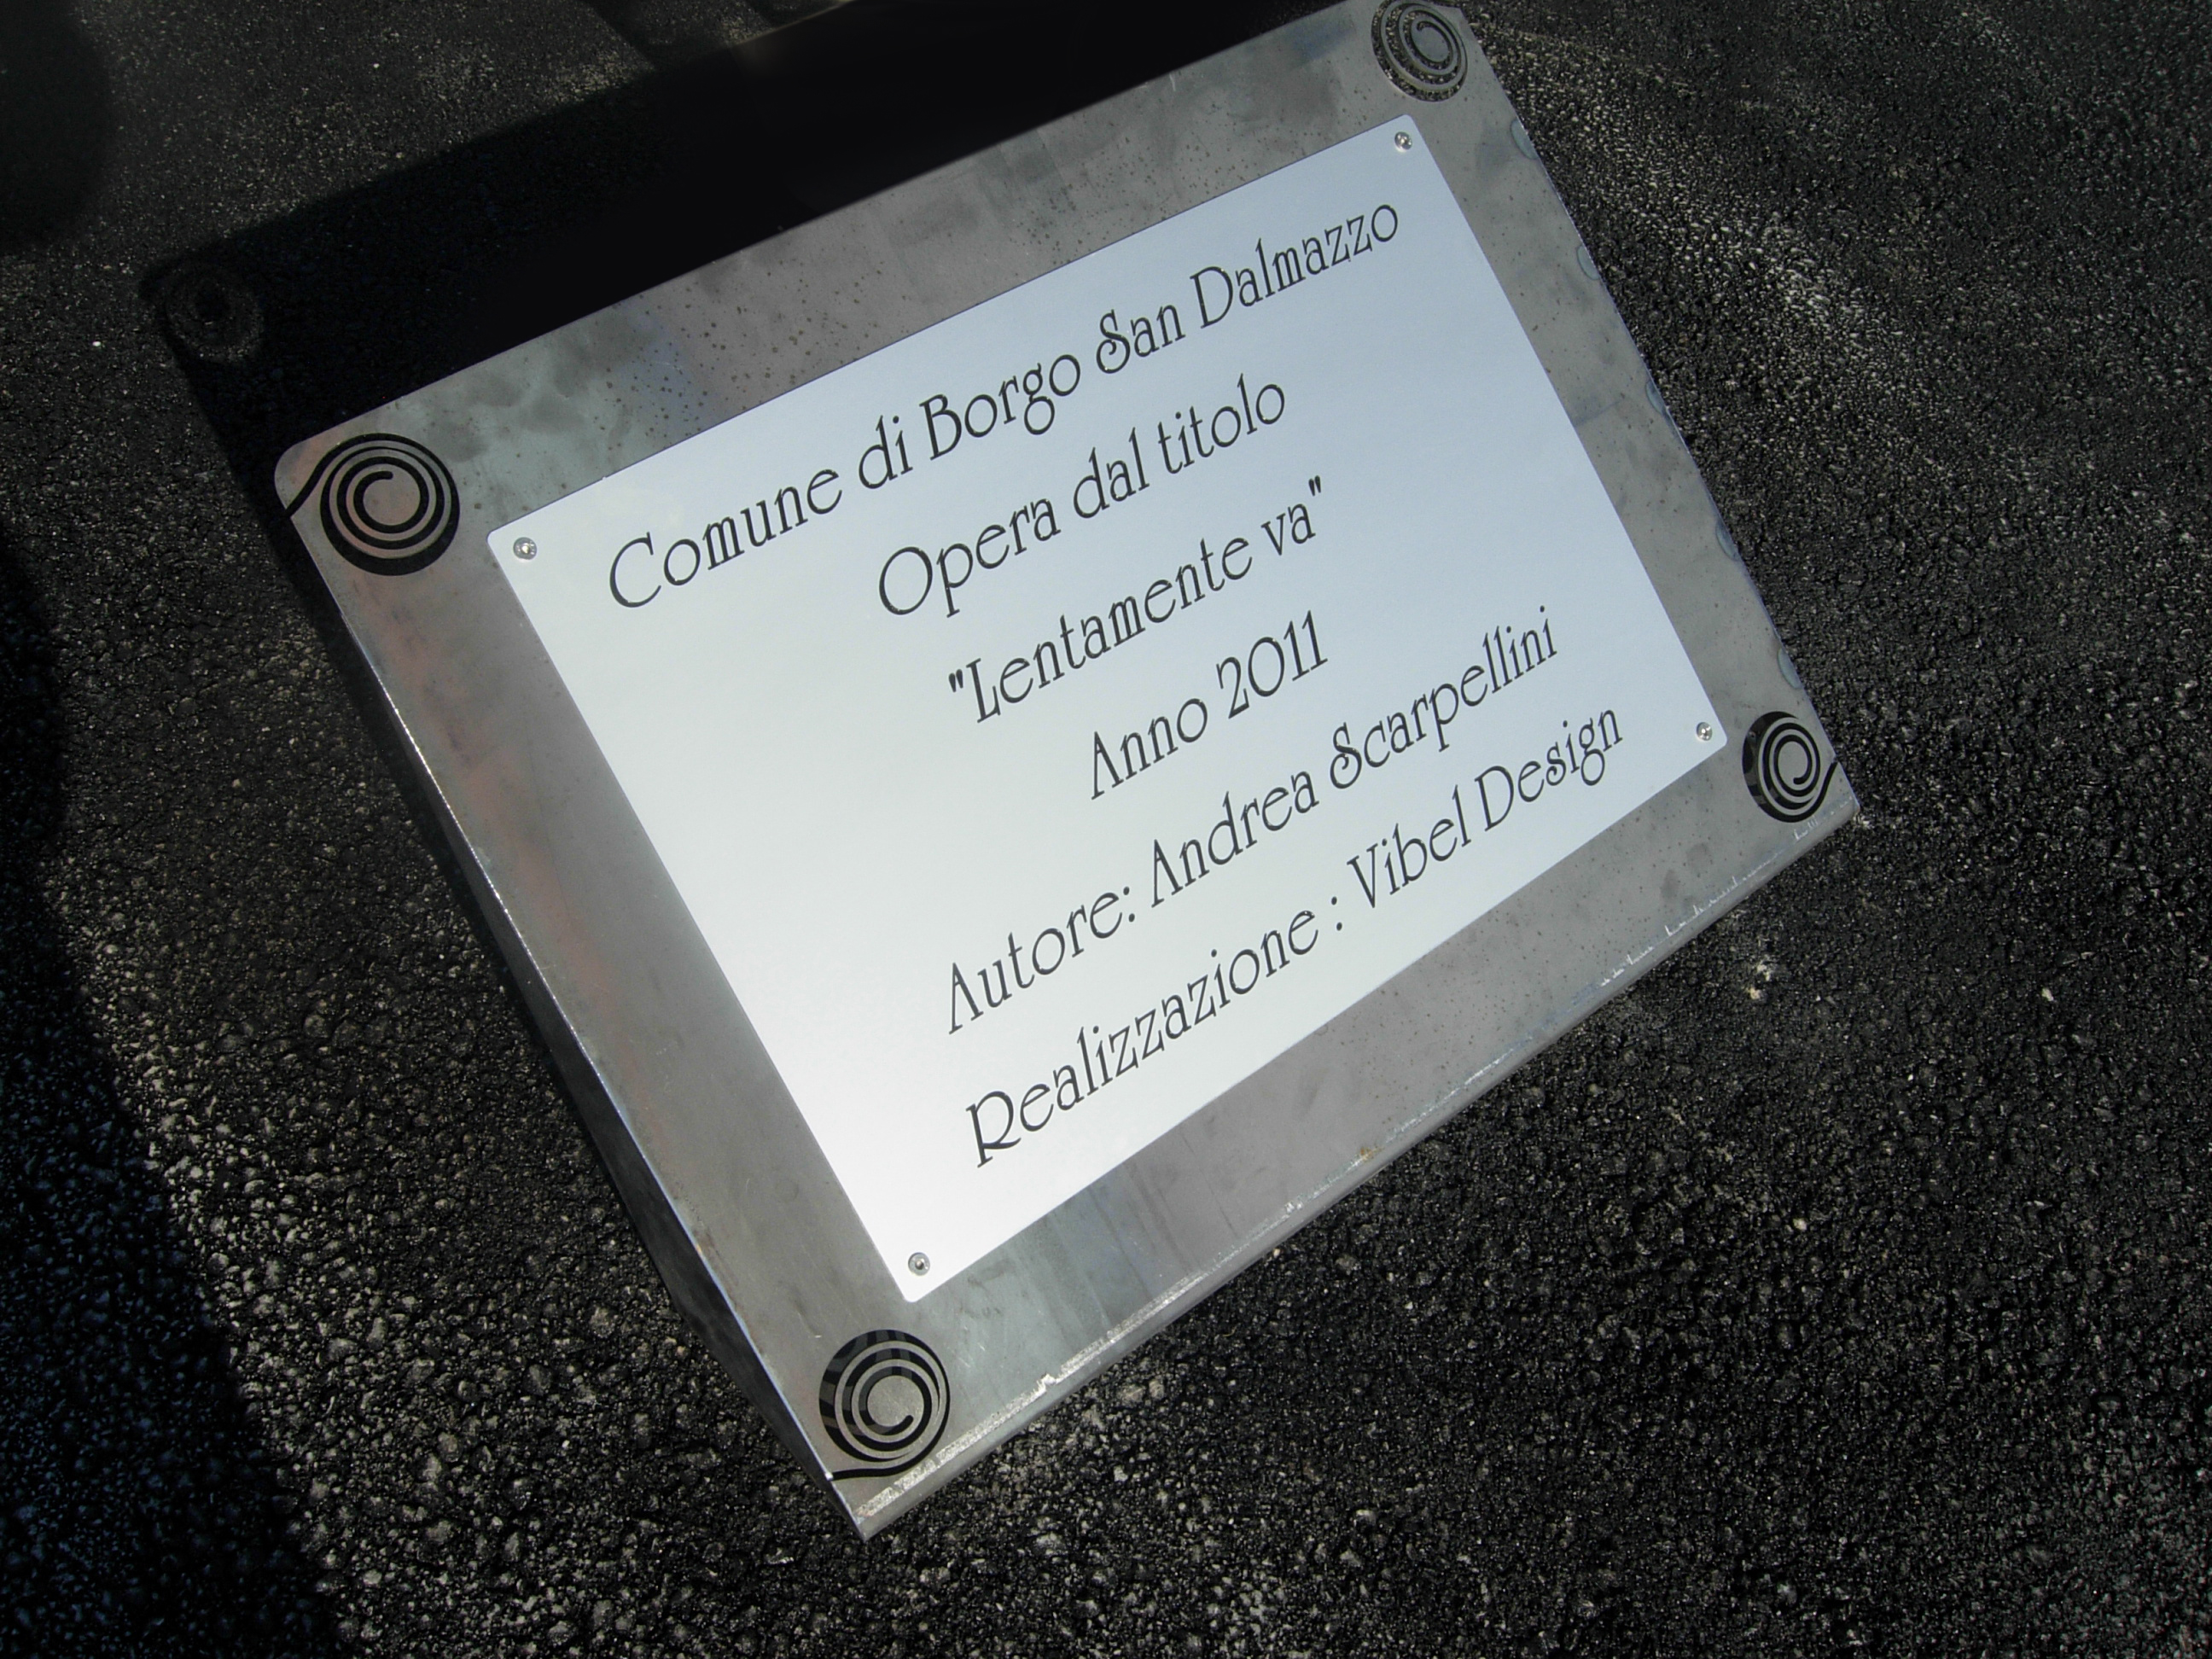 Comune di Borgo San Dalmazzo
Opera dal titolo
"Lentamente va"
Anno 2011
Autore: Andrea Scarpellini
Realizzazione : Vibel Design